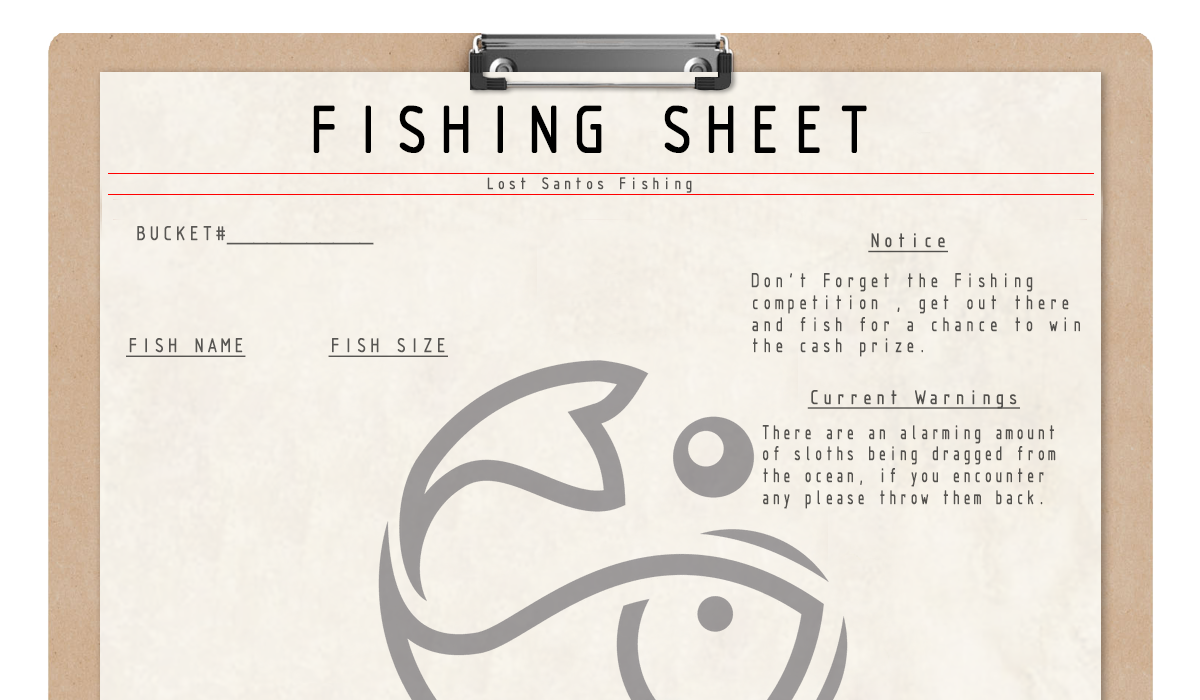 FISHING SHEET
Lost Santos Fishing
BUCKET#_____________
FISH NAME
FISH SIZE
Notice
Don't Forget the Fishing
competition , get out there
and fish for a chance to win
the cash prize.
Current Warnings
There are an alarming amount
of sloths being dragged from
the ocean, if you encounter
any please throw them back.